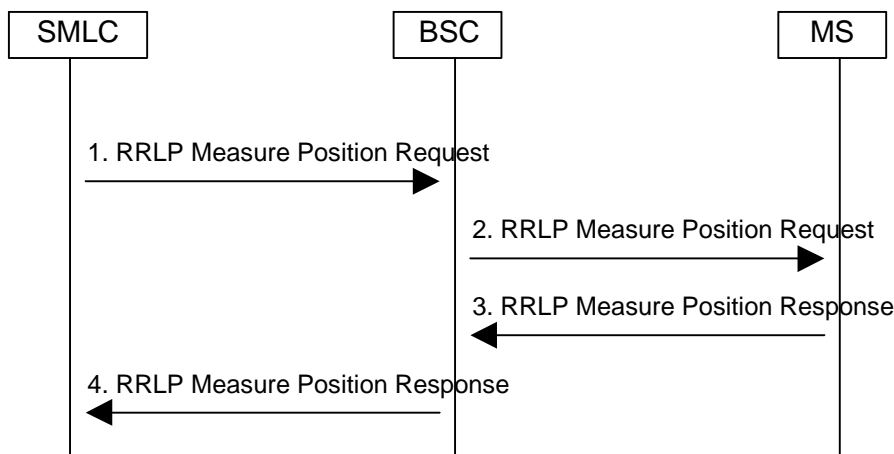 SMLC
BSC
MS
1. RRLP Measure Position Request
2. RRLP Measure Position Request
3. RRLP Measure Position Response
4. RRLP Measure Position Response